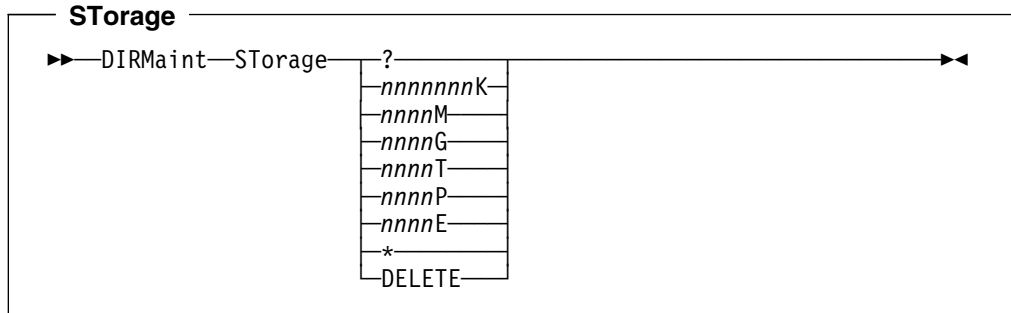 STorage
►►──DIRMaint──STorage──?──►◄
nnnnnnnK
nnnnM
nnnnG
nnnnT
nnnnP
nnnnE
*
DELETE